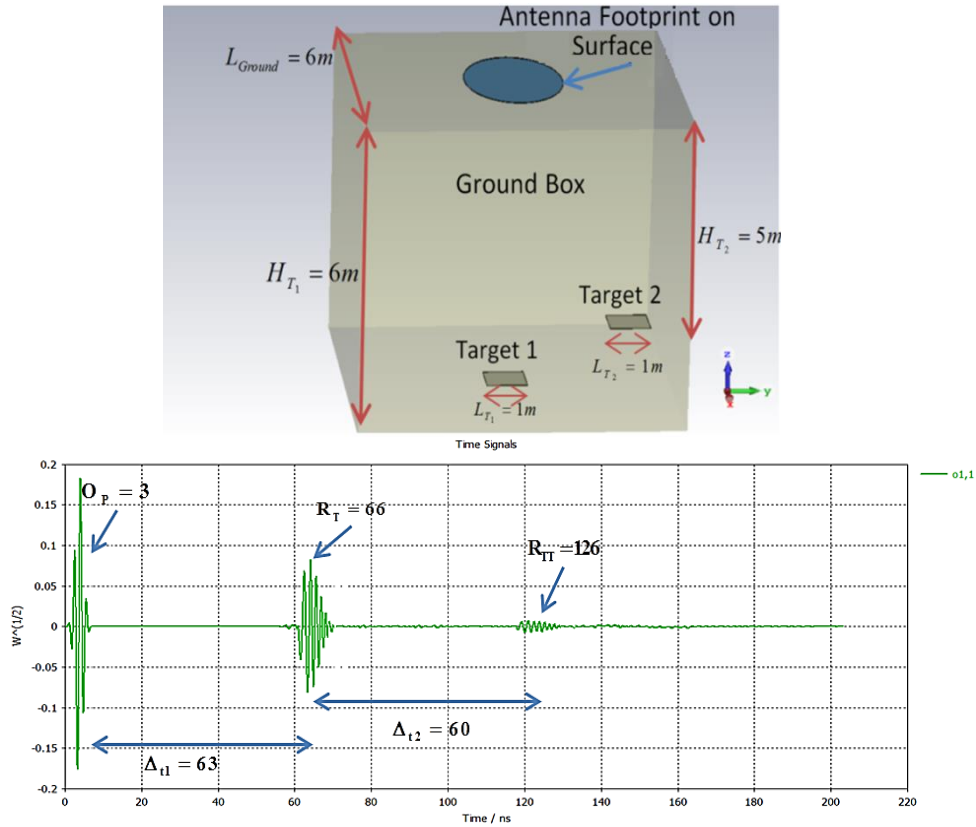 Antenna Footprint on
Surface
L_Ground = 6m
Ground Box
H_T₁ = 6m
H_T₂ = 5m
Target 2
L_T₂ = 1m
Target 1
L_T₁ = 1m
z
y
x
Time Signals
o1,1
O_P = 3
R_T = 66
R_TT =126
Δ_t1 = 63
Δ_t2 = 60
W^(1/2)
0.2
0.15
0.1
0.05
0
-0.05
-0.1
-0.15
-0.2
0 20 40 60 80 100 120 140 160 180 200 220
Time / ns